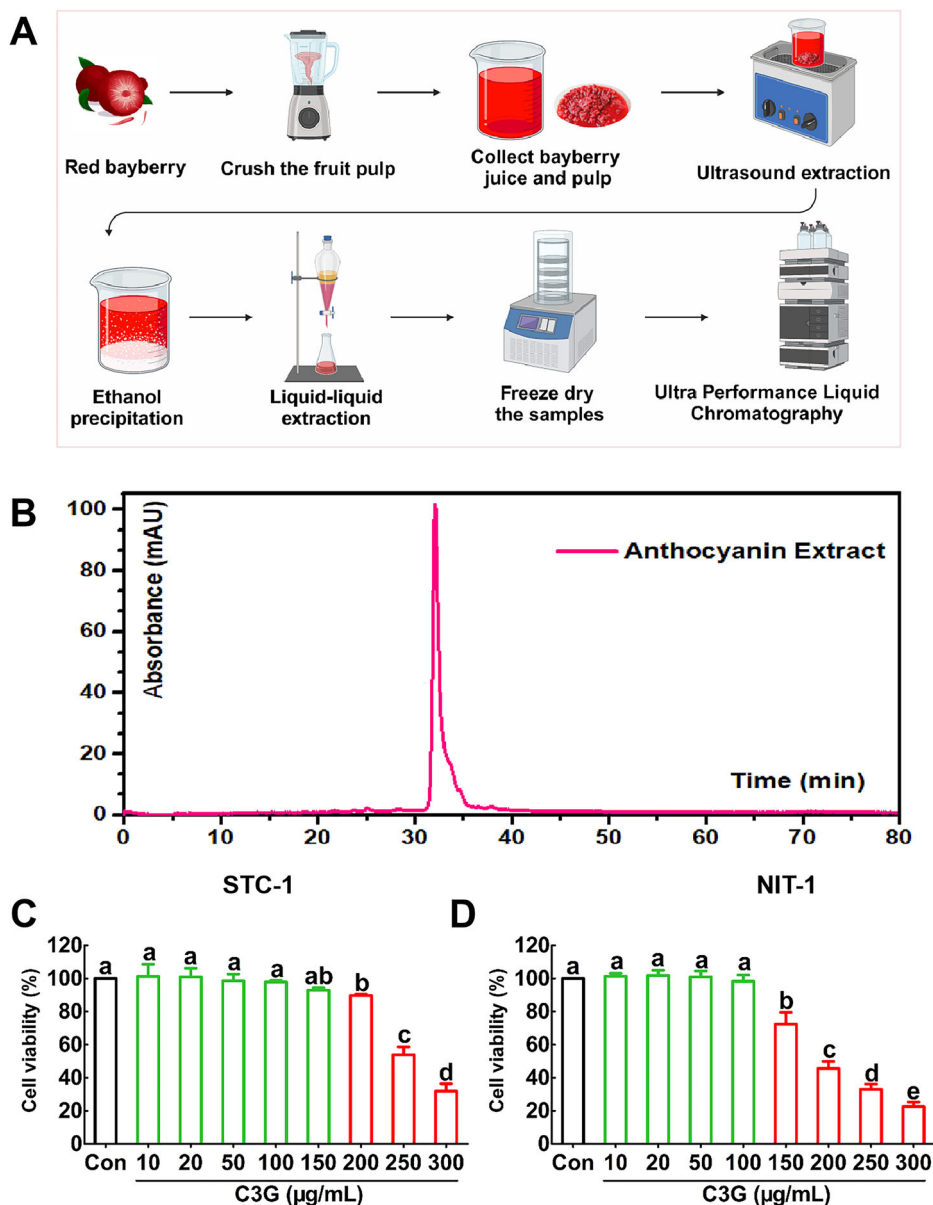 A
Red bayberry
Crush the fruit pulp
Collect bayberry
juice and pulp
Ultrasound extraction
Ethanol
precipitation
Liquid-liquid
extraction
Freeze dry
the samples
Ultra Performance Liquid
Chromatography
B
Absorbance (mAU)
100
80
60
40
20
0
Anthocyanin Extract
Time (min)
0 10 20 30 40 50 60 70 80
C
STC-1
Cell viability (%)
120
100
80
60
40
20
0
a a a a a ab b c d
Con 10 20 50 100 150 200 250 300
C3G (μg/mL)
D
NIT-1
Cell viability (%)
120
100
80
60
40
20
0
a a a a a b c d e
Con 10 20 50 100 150 200 250 300
C3G (μg/mL)